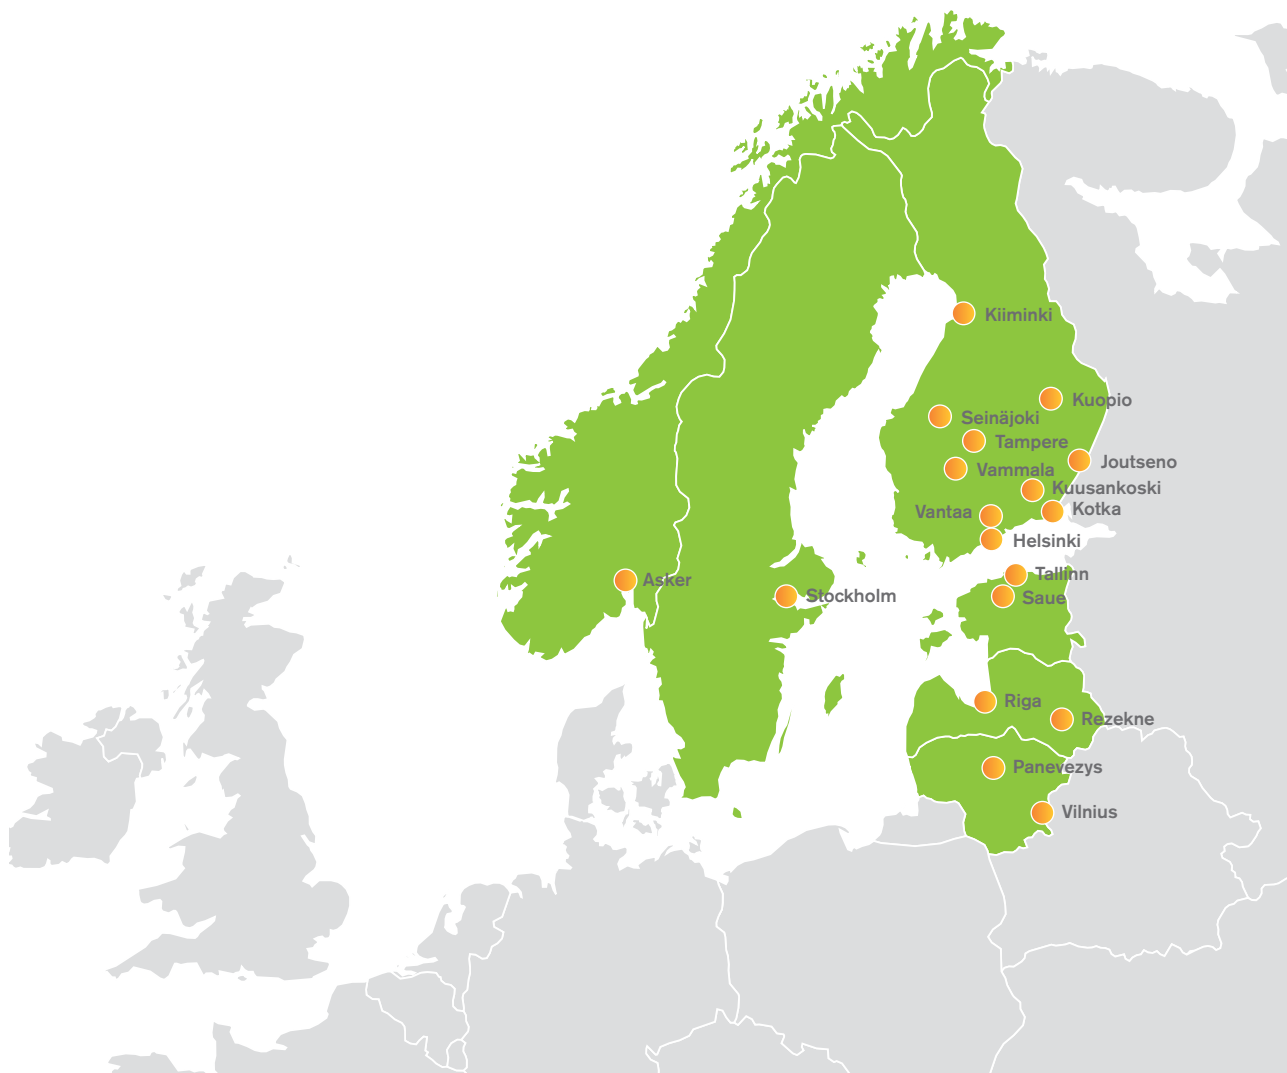 Kiiminki
Kuopio
Seinäjoki
Tampere
Joutseno
Vammala
Kuusankoski
Kotka
Vantaa
Helsinki
Tallinn
Asker
Stockholm
Saue
Riga
Rezekne
Panevezys
Vilnius